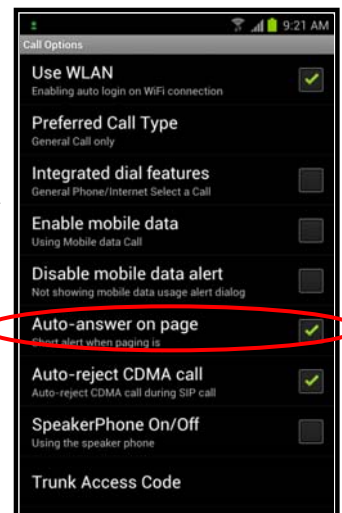 9:21 AM
Call Options
Use WLAN
Enabling auto login on WiFi connection
Preferred Call Type
General Call only
Integrated dial features
General Phone/Internet Select a Call
Enable mobile data
Using Mobile data Call
Disable mobile data alert
Not showing mobile data usage alert dialog
Auto-answer on page
Short alert when paging is
Auto-reject CDMA call
Auto-reject CDMA call during SIP call
SpeakerPhone On/Off
Using the speaker phone
Trunk Access Code